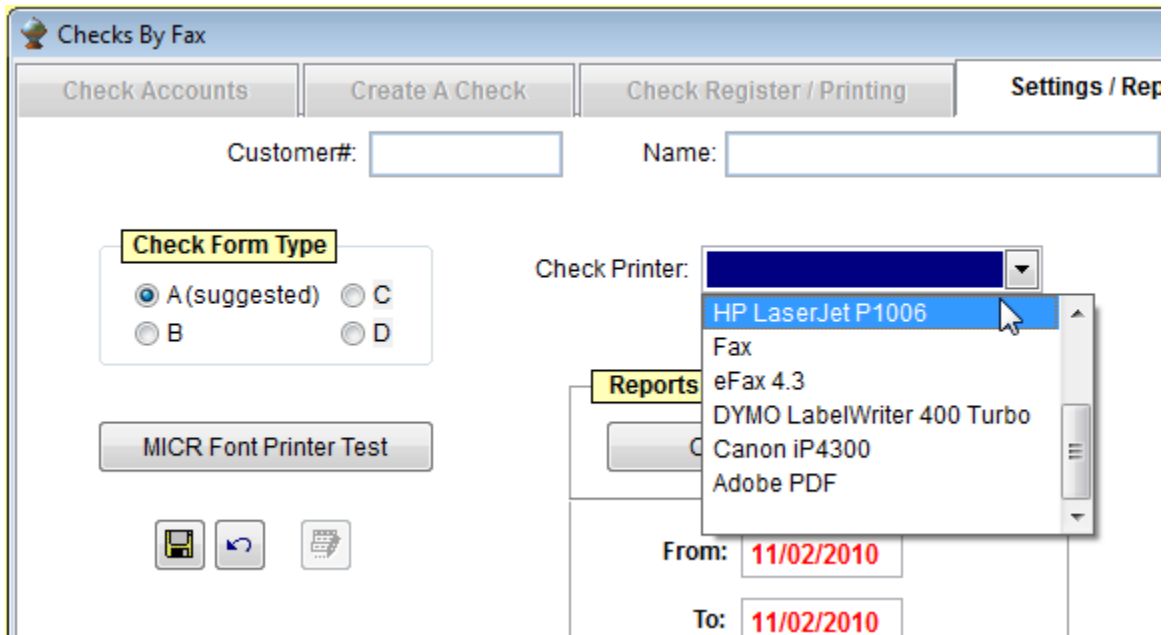 Checks By Fax
Check Accounts
Create A Check
Check Register / Printing
Settings / Rep
Customer#:
Name:
Check Form Type
A (suggested)
C
B
D
Check Printer:
HP LaserJet P1006
Fax
eFax 4.3
DYMO LabelWriter 400 Turbo
Canon iP4300
Adobe PDF
Reports
MICR Font Printer Test
From: 11/02/2010
To: 11/02/2010